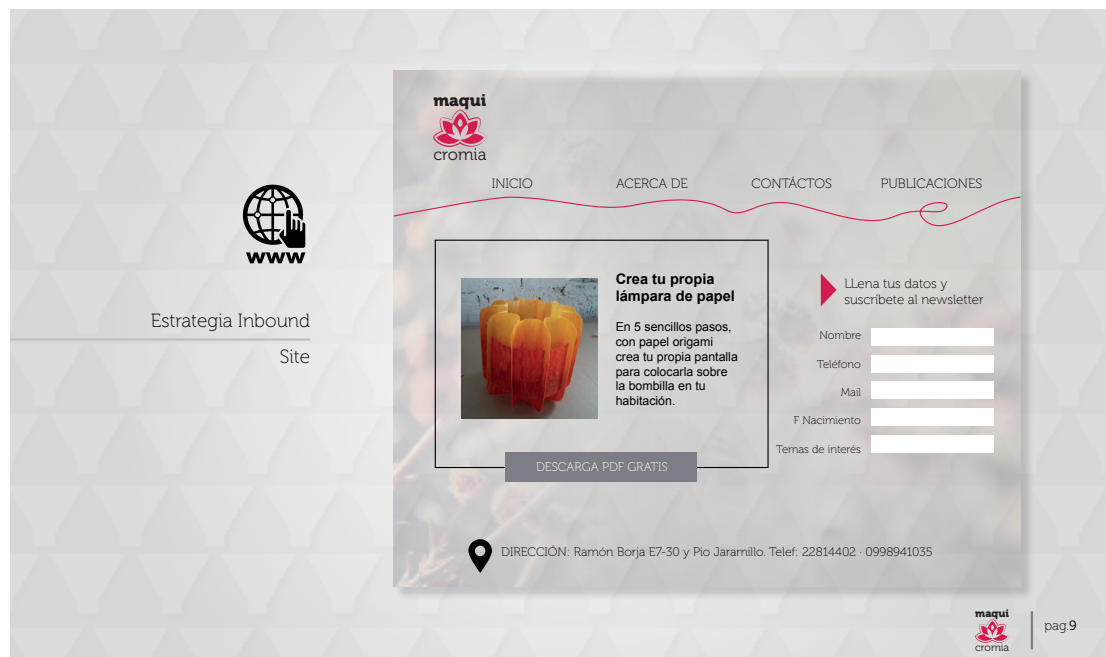 maqui
cromia
INICIO ACERCA DE CONTÁCTOS PUBLICACIONES
www
Estrategia Inbound
Site
Crea tu propia
lámpara de papel
En 5 sencillos pasos,
con papel origami
crea tu propia pantalla
para colocarla sobre
la bombilla en tu
habitación.
DESCARGA PDF GRATIS
LLena tus datos y
suscríbete al newsletter
Nombre
Teléfono
Mail
F Nacimiento
Temas de interés
DIRECCIÓN: Ramón Borja E7-30 y Pio Jaramillo. Telef: 22814402 · 0998941035
maqui
cromia
pag.9